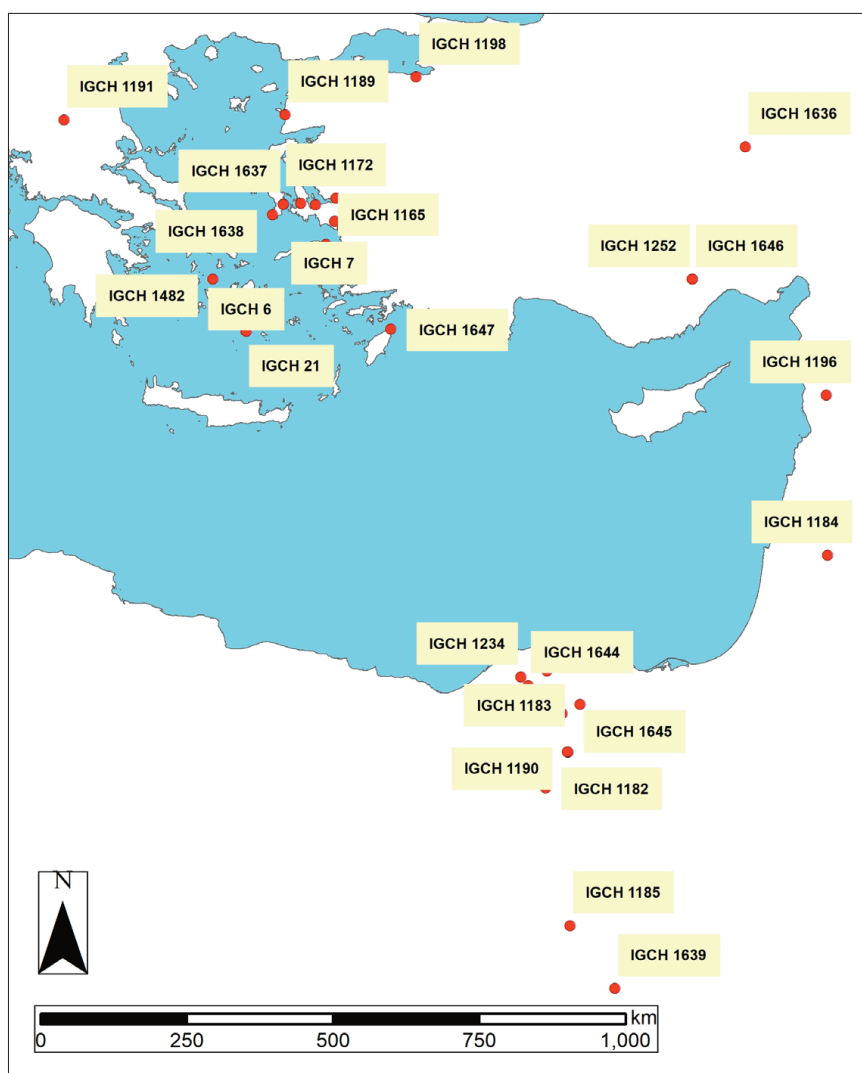 IGCH 1198
IGCH 1191
IGCH 1189
IGCH 1636
IGCH 1637
IGCH 1172
IGCH 1165
IGCH 1638
IGCH 7
IGCH 1252
IGCH 1646
IGCH 1482
IGCH 6
IGCH 1647
IGCH 21
IGCH 1196
IGCH 1184
IGCH 1234
IGCH 1644
IGCH 1183
IGCH 1645
IGCH 1190
IGCH 1182
IGCH 1185
N
IGCH 1639
km
0 250 500 750 1,000